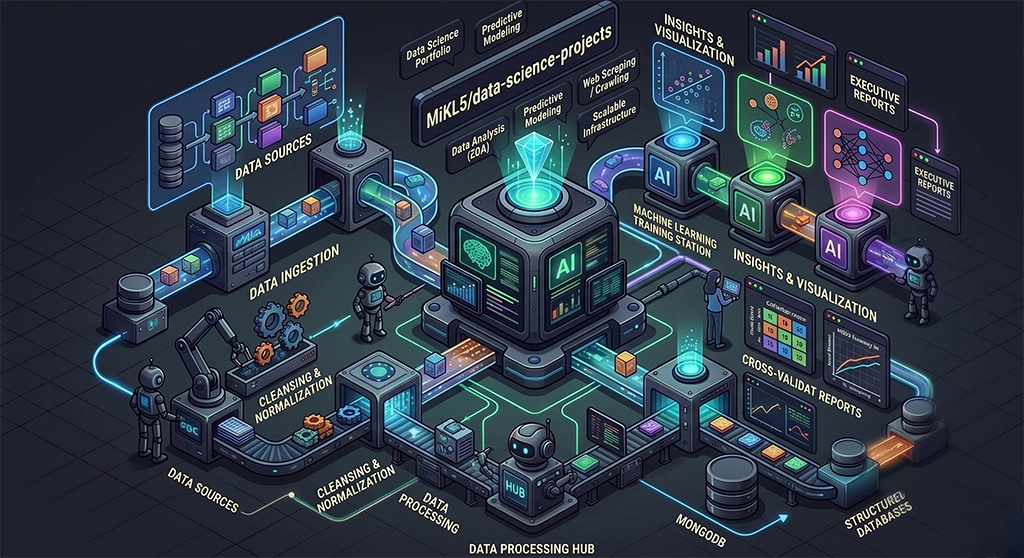 Data Science
Portfolio
Predictive
Modeling
MiKL5/data-science-projects
Data Analysis
(EDA)
Predictive
Modeling
Web Screping
/ Crawling
Scalable
Infrastructure
INSIGHTS &
VISUALIZATION
EXECUTIVE
REPORTS
EXECUTIVE
REPORTS
DATA SOURCES
DATA INGESTION
AI
AI
AI
AI
MACHINE LEARNING
TRAINING STATION
INSIGHTS & VISUALIZATION
CLEANSING &
NORMALIZATION
CROSS-VALIDAT REPORTS
DATA SOURCES
CLEANSING &
NORMALIZATION
DATA
PROCESSING
HUB
DATA PROCESSING HUB
MONGODB
STRUCTURED
DATABASES